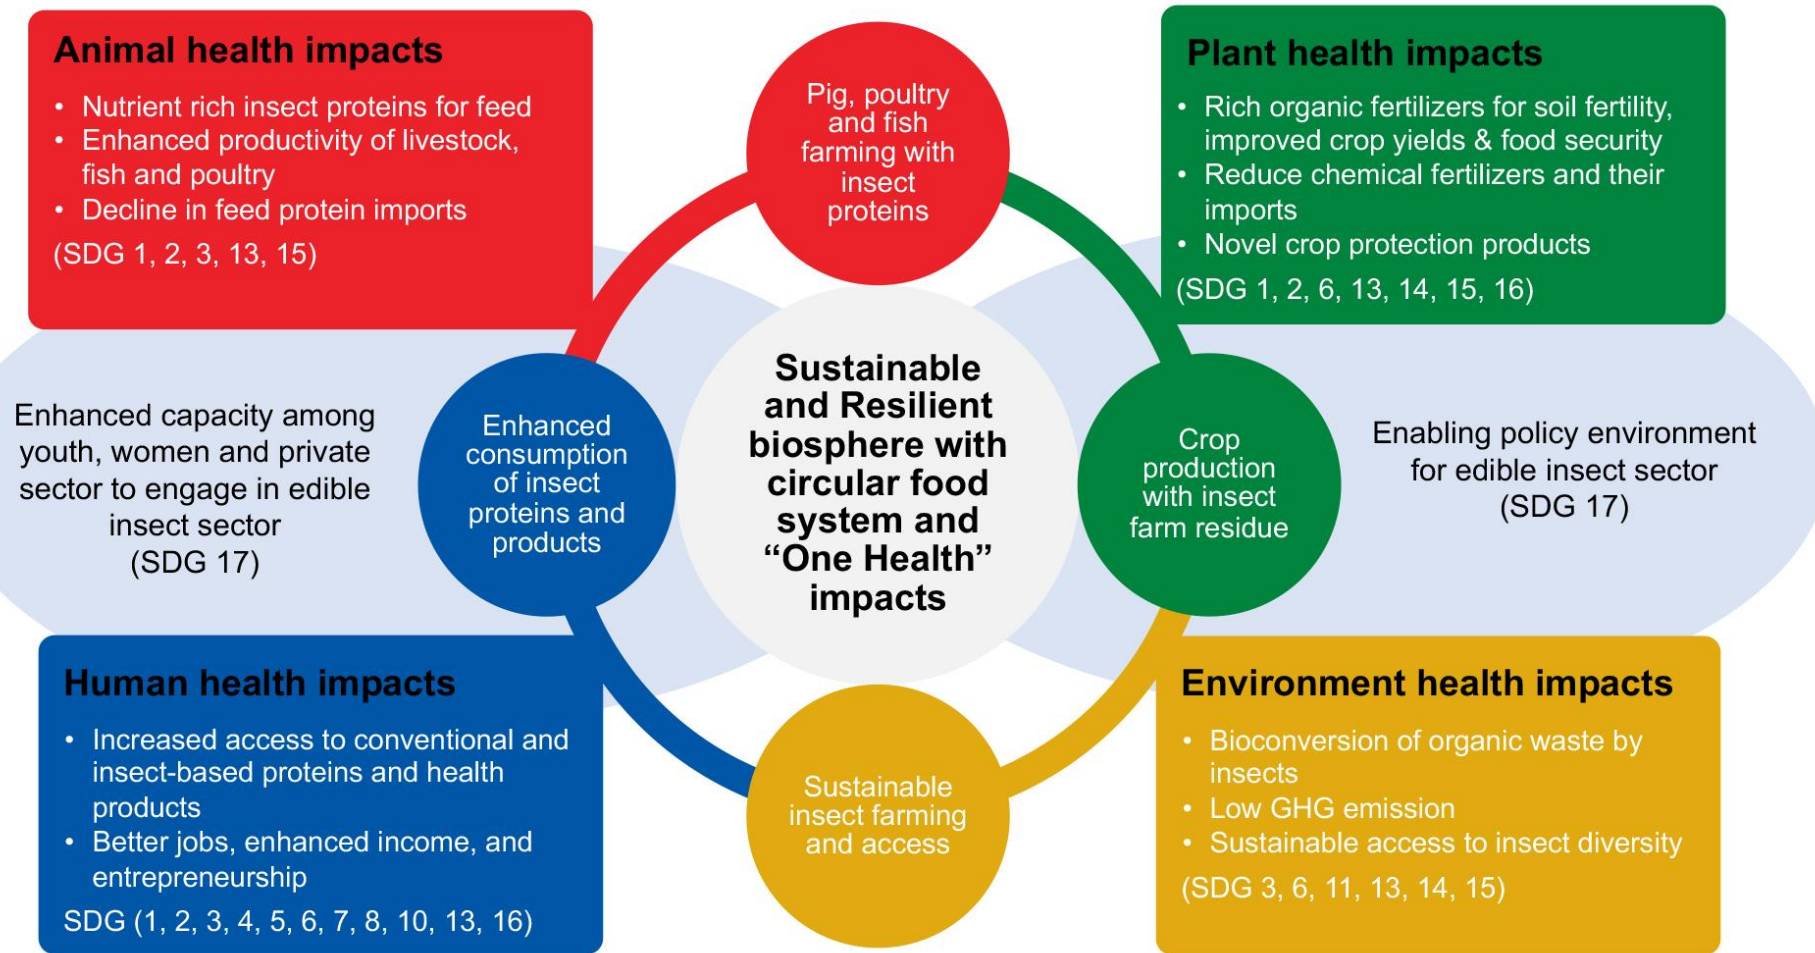 Animal health impacts
• Nutrient rich insect proteins for feed
• Enhanced productivity of livestock,
fish and poultry
• Decline in feed protein imports
(SDG 1, 2, 3, 13, 15)
Pig, poultry
and fish
farming with
insect
proteins
Plant health impacts
• Rich organic fertilizers for soil fertility,
improved crop yields & food security
• Reduce chemical fertilizers and their
imports
• Novel crop protection products
(SDG 1, 2, 6, 13, 14, 15, 16)
Enhanced capacity among
youth, women and private
sector to engage in edible
insect sector
(SDG 17)
Enhanced
consumption
of insect
proteins and
products
Sustainable
and Resilient
biosphere with
circular food
system and
“One Health”
impacts
Crop
production
with insect
farm residue
Enabling policy environment
for edible insect sector
(SDG 17)
Human health impacts
• Increased access to conventional and
insect-based proteins and health
products
• Better jobs, enhanced income, and
entrepreneurship
SDG (1, 2, 3, 4, 5, 6, 7, 8, 10, 13, 16)
Sustainable
insect farming
and access
Environment health impacts
• Bioconversion of organic waste by
insects
• Low GHG emission
• Sustainable access to insect diversity
(SDG 3, 6, 11, 13, 14, 15)